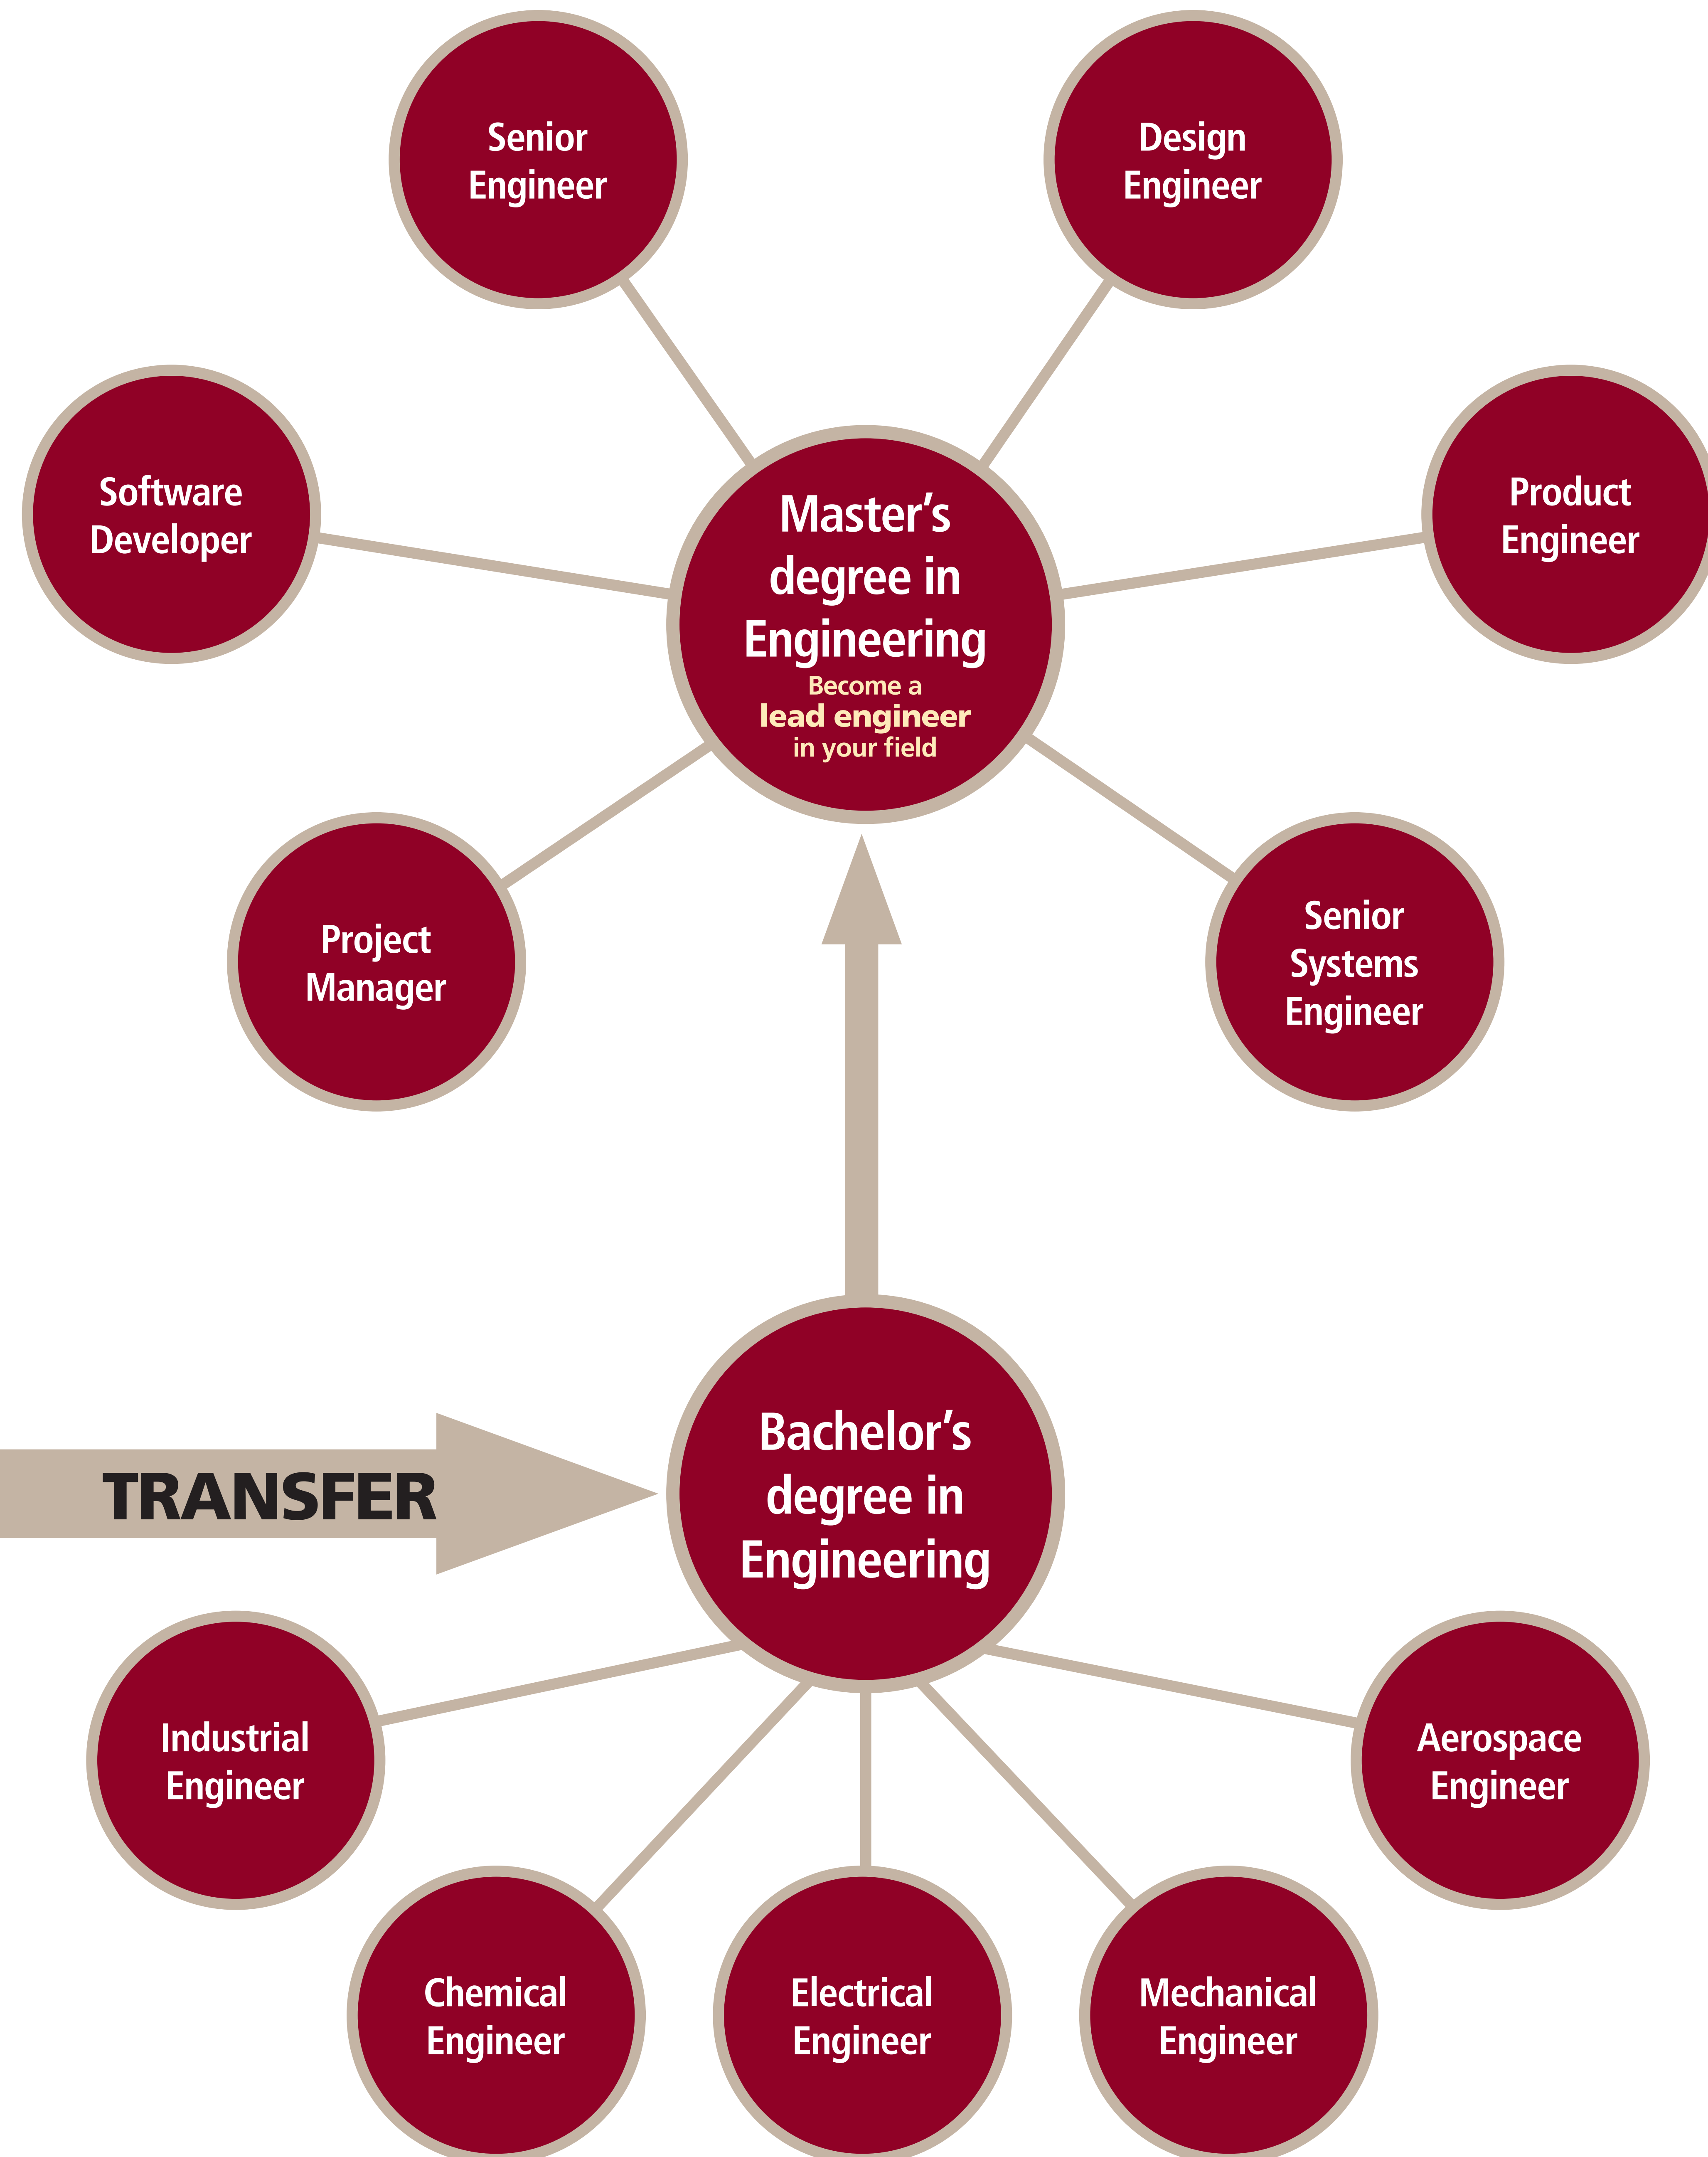 Senior
Engineer
Design
Engineer
Software
Developer
Product
Engineer
Master’s
degree in
Engineering
Become a
lead engineer
in your field
Project
Manager
Senior
Systems
Engineer
Bachelor’s
degree in
Engineering
TRANSFER
Industrial
Engineer
Aerospace
Engineer
Chemical
Engineer
Electrical
Engineer
Mechanical
Engineer